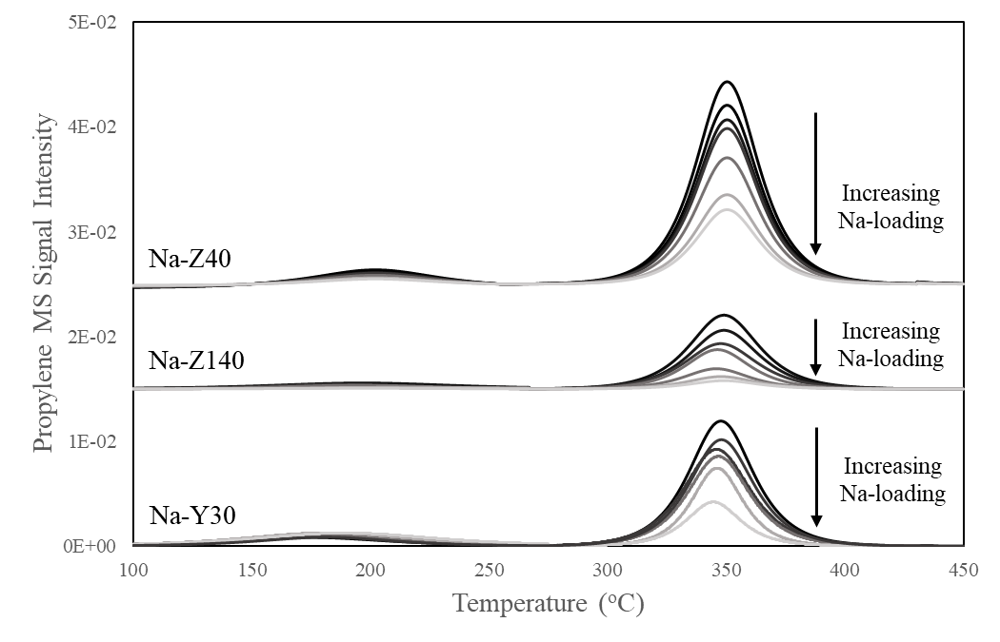 5E-02
4E-02
3E-02
2E-02
1E-02
0E+00
Propylene MS Signal Intensity
Na-Z40
Increasing
Na-loading
Na-Z140
Increasing
Na-loading
Na-Y30
Increasing
Na-loading
100 150 200 250 300 350 400 450
Temperature (°C)